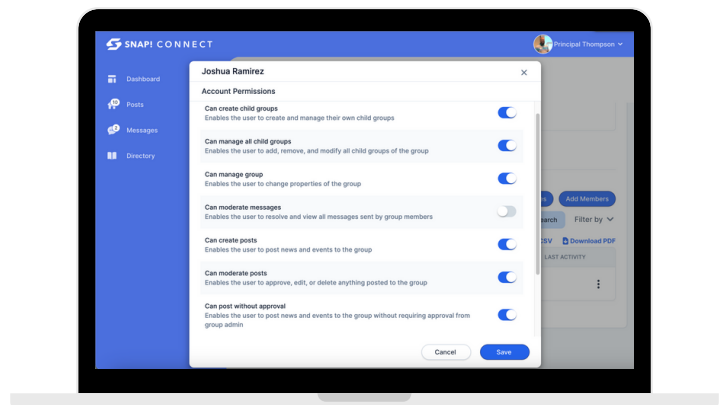 SNAP! CONNECT
Principal Thompson
Dashboard
10
Posts
2
Messages
Directory
Joshua Ramirez
Account Permissions
Can create child groups
Enables the user to create and manage their own child groups
Can manage all child groups
Enables the user to add, remove, and modify all child groups of the group
Can manage group
Enables the user to change properties of the group
Can moderate messages
Enables the user to resolve and view all messages sent by group members
Can create posts
Enables the user to post news and events to the group
Can moderate posts
Enables the user to approve, edit, or delete anything posted to the group
Can post without approval
Enables the user to post news and events to the group without requiring approval from
group admin
Cancel
Save
Add Members
Filter by
Download PDF
LAST ACTIVITY